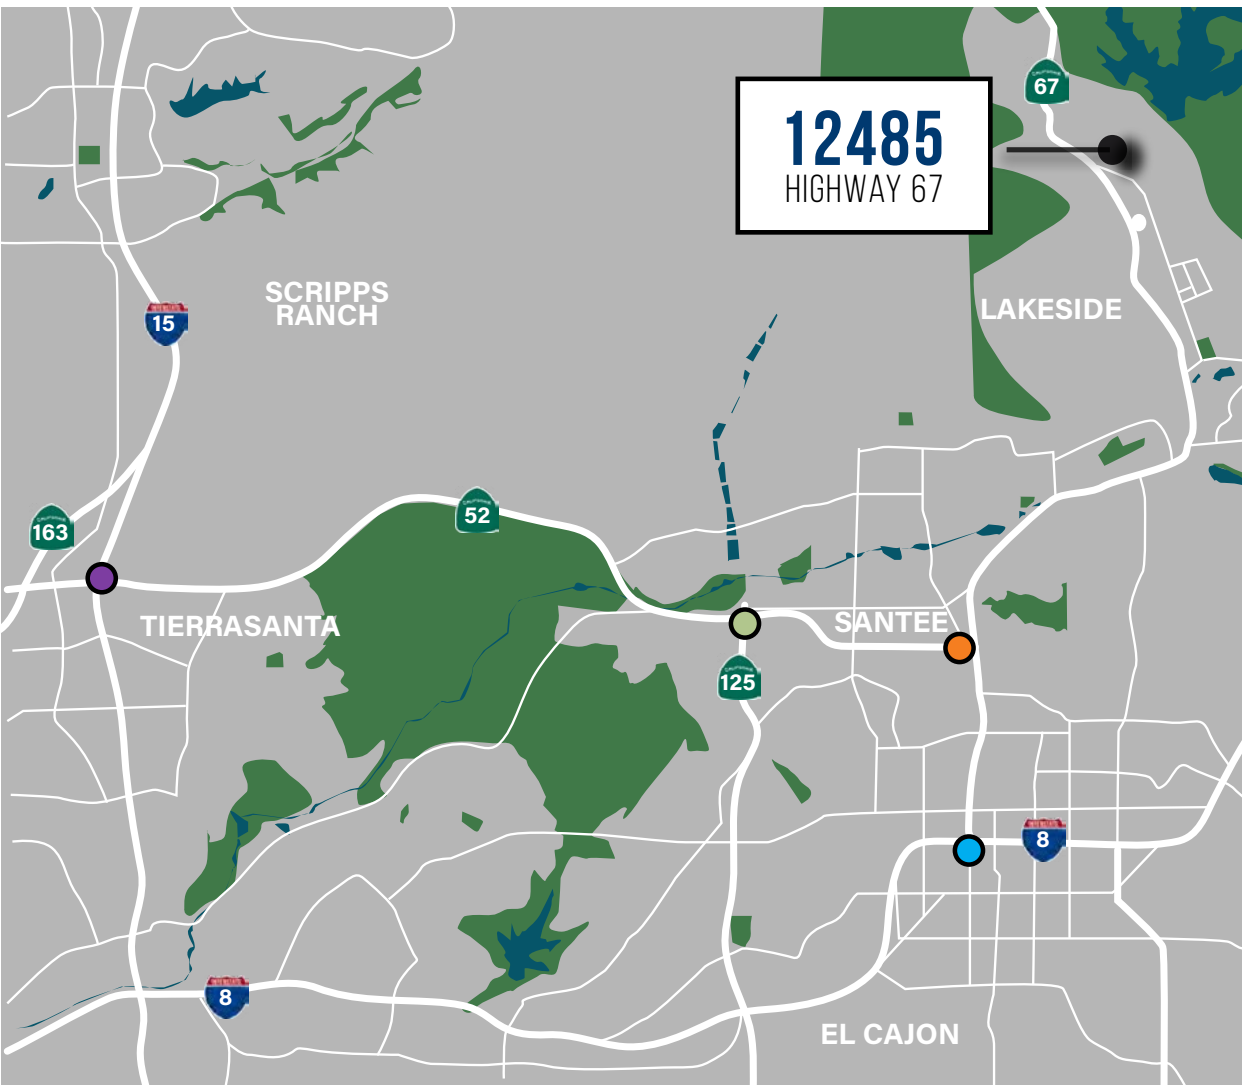 67
12485
HIGHWAY 67
SCRIPPS
RANCH
LAKESIDE
15
163
52
TIERRASANTA
SANTEE
125
8
8
EL CAJON